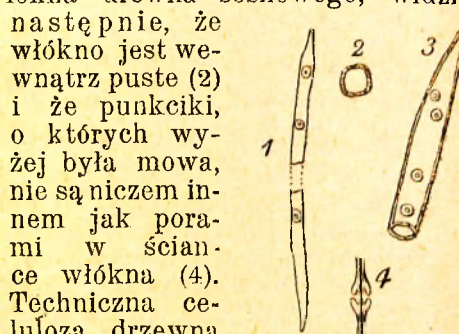 następnie, że
włókno jest we-
wnątrz puste (2)
i że punkciki,
o których wy-
żej była mowa,
nie są niczem in-
nem jak pora-
mi w ścian-
ce włókna (4).
Techniczna ce-
luloza drzewna
1
2
3
4